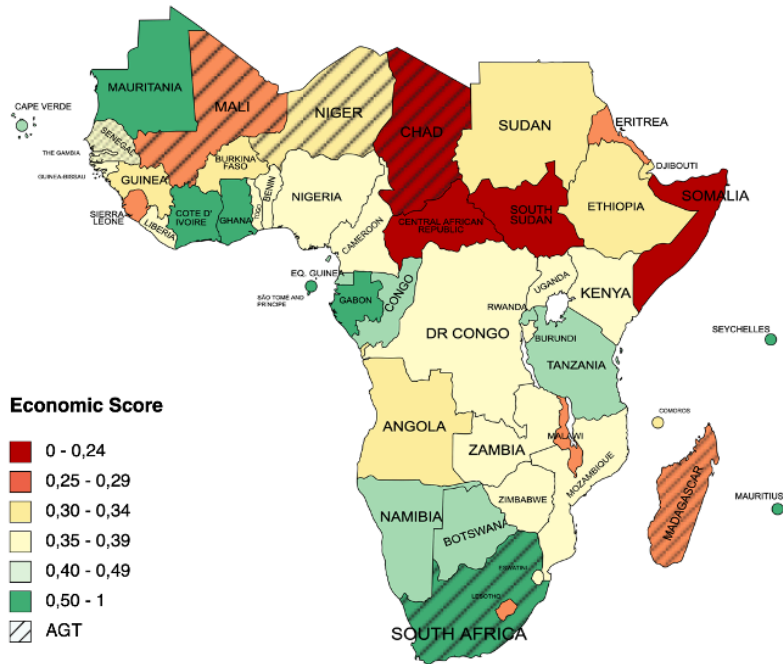 MAURITANIA
MALI
NIGER
CHAD
SUDAN
ERITREA
CAPE VERDE
SENEGAL
THE GAMBIA
GUINEA-BISSAU
GUINEA
BURKINA
FASO
DJIBOUTI
SOMALIA
SIERRA
LEONE
LIBERIA
COTE D'
IVOIRE
GHANA
TOGO
BENIN
NIGERIA
CAMEROON
CENTRAL AFRICAN
REPUBLIC
SOUTH
SUDAN
ETHIOPIA
EQ. GUINEA
SÃO TOMÉ AND
PRINCIPE
GABON
CONGO
DR CONGO
UGANDA
KENYA
RWANDA
BURUNDI
TANZANIA
SEYCHELLES
Economic Score
0 - 0,24
0,25 - 0,29
0,30 - 0,34
0,35 - 0,39
0,40 - 0,49
0,50 - 1
AGT
ANGOLA
ZAMBIA
MALAWI
MOZAMBIQUE
COMOROS
MADAGASCAR
MAURITIUS
NAMIBIA
BOTSWANA
ZIMBABWE
ESWATINI
LESOTHO
SOUTH AFRICA